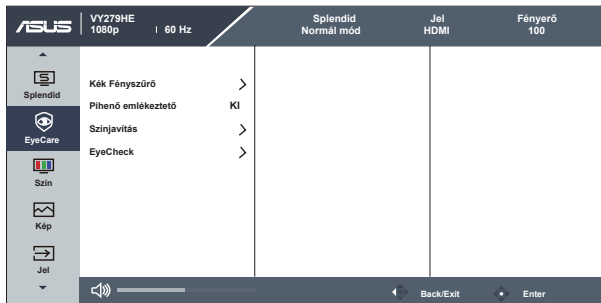 ASUS
VY279HE
1080p 60 Hz
Splendid
Normál mód
Jel
HDMI
Fényerő
100
Splendid
EyeCare
Szín
Kép
Jel
Kék Fényszűrő
Pihenő emlékeztető KI
Színjavítás
EyeCheck
Back/Exit
Enter